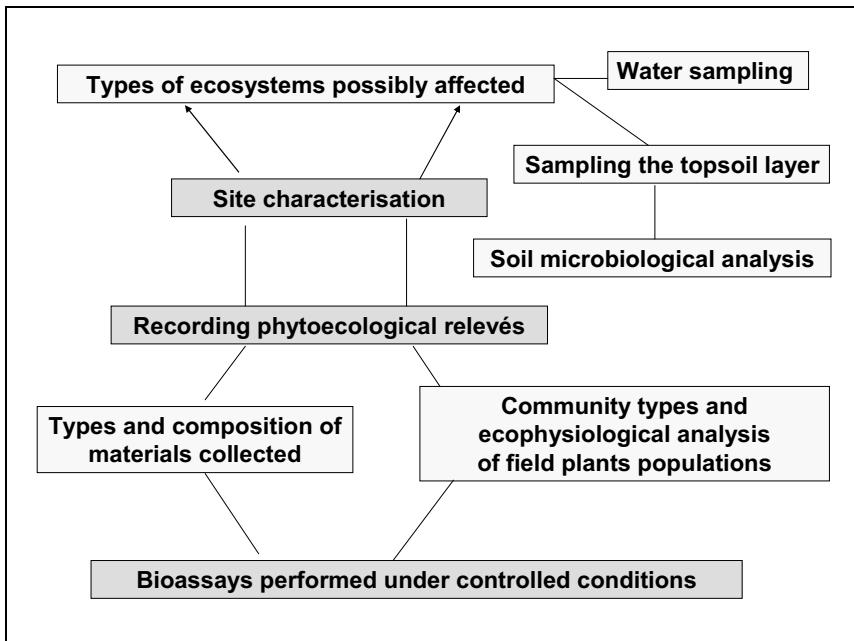 Types of ecosystems possibly affected
Water sampling
Sampling the topsoil layer
Site characterisation
Soil microbiological analysis
Recording phytoecological relevés
Types and composition of
materials collected
Community types and
ecophysiological analysis
of field plants populations
Bioassays performed under controlled conditions